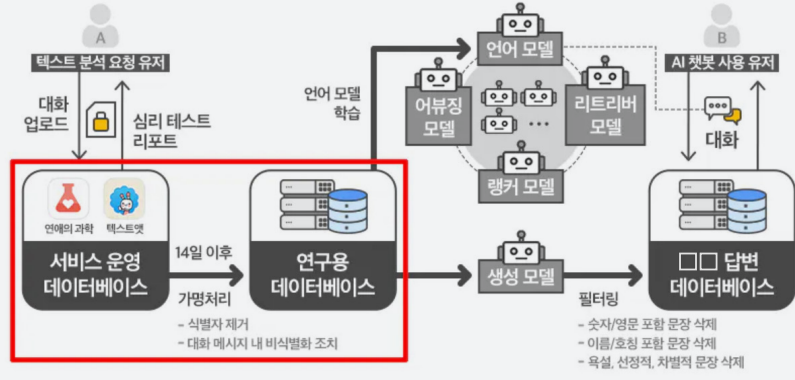 A
B
텍스트 분석 요청 유저
AI 챗봇 사용 유저
대화
업로드
심리 테스트
리포트
언어 모델
학습
언어 모델
어뷰징
모델
리트리버
모델
랭커 모델
대화
연애의 과학
텍스트앳
서비스 운영
데이터베이스
14일 이후
가명처리
- 식별자 제거
- 대화 메시지 내 비식별화 조치
연구용
데이터베이스
생성 모델
필터링
- 숫자/영문 포함 문장 삭제
- 이름/호칭 포함 문장 삭제
- 욕설, 선정적, 차별적 문장 삭제
□□ 답변
데이터베이스